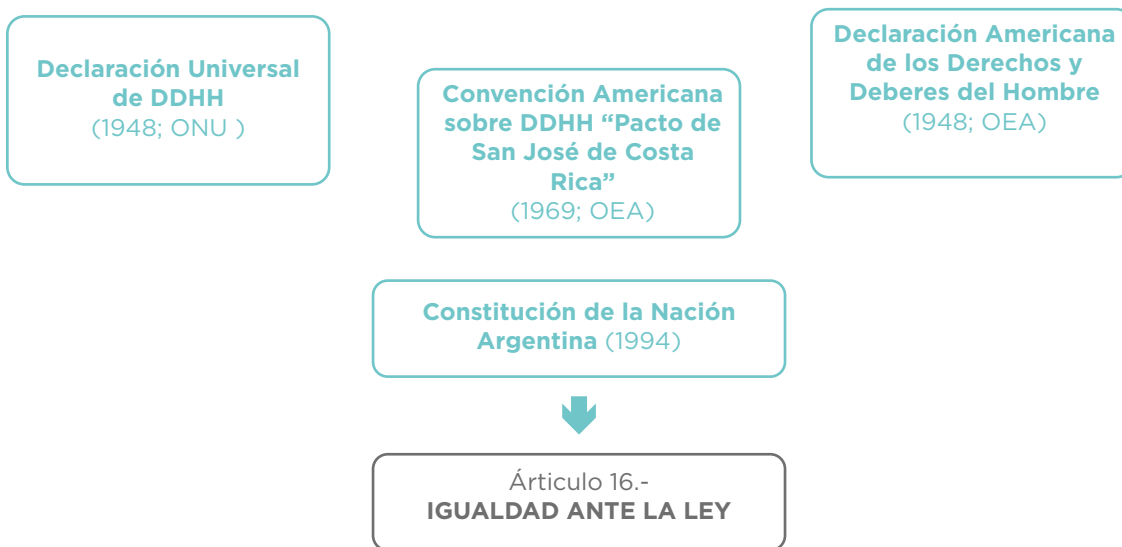 Declaración Universal
de DDHH
(1948; ONU )
Convención Americana
sobre DDHH “Pacto de
San José de Costa
Rica”
(1969; OEA)
Declaración Americana
de los Derechos y
Deberes del Hombre
(1948; OEA)
Constitución de la Nación
Argentina (1994)
Árticulo 16.-
IGUALDAD ANTE LA LEY